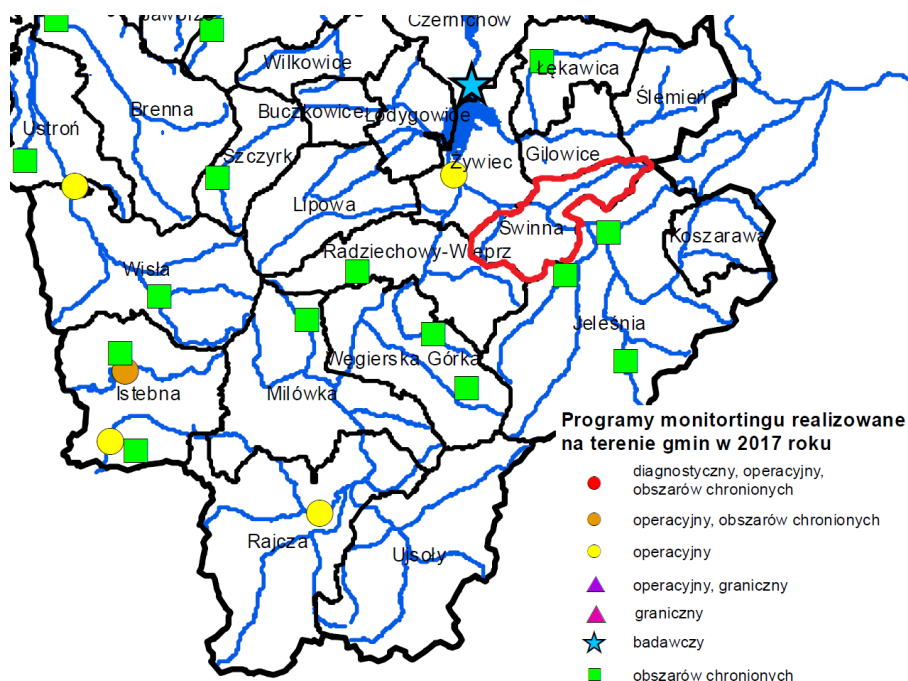 Jaworze
Czernichów
Wilkowice
Łękawica
Ślemień
Brenna
Buczkowice
Łodygowice
Ustroń
Szczyrk
Żywiec
Gilowice
Lipowa
Świnna
Koszarawa
Radziechowy-Wieprz
Wisła
Jeleśnia
Węgierska Górka
Istebna
Milówka
Rajcza
Ujsoły
Programy monitortingu realizowane
na terenie gmin w 2017 roku
diagnostyczny, operacyjny,
obszarów chronionych
operacyjny, obszarów chronionych
operacyjny
operacyjny, graniczny
graniczny
badawczy
obszarów chronionych